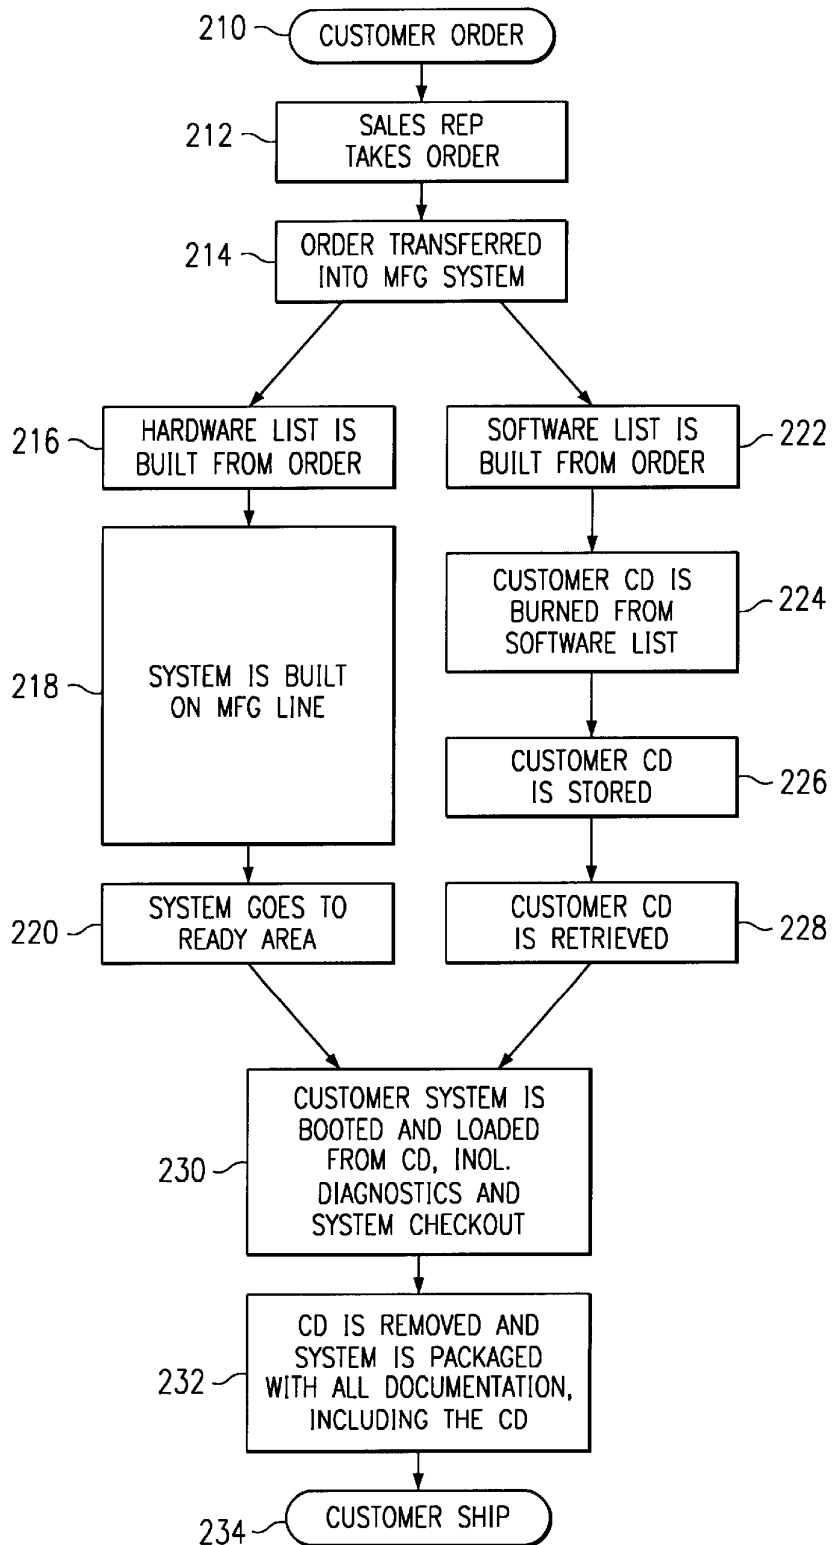 210
CUSTOMER ORDER
212
SALES REP
TAKES ORDER
214
ORDER TRANSFERRED
INTO MFG SYSTEM
216
HARDWARE LIST IS
BUILT FROM ORDER
SOFTWARE LIST IS
BUILT FROM ORDER
222
CUSTOMER CD IS
BURNED FROM
SOFTWARE LIST
224
218
SYSTEM IS BUILT
ON MFG LINE
CUSTOMER CD
IS STORED
226
220
SYSTEM GOES TO
READY AREA
CUSTOMER CD
IS RETRIEVED
228
230
CUSTOMER SYSTEM IS
BOOTED AND LOADED
FROM CD, INOL.
DIAGNOSTICS AND
SYSTEM CHECKOUT
232
CD IS REMOVED AND
SYSTEM IS PACKAGED
WITH ALL DOCUMENTATION,
INCLUDING THE CD
234
CUSTOMER SHIP